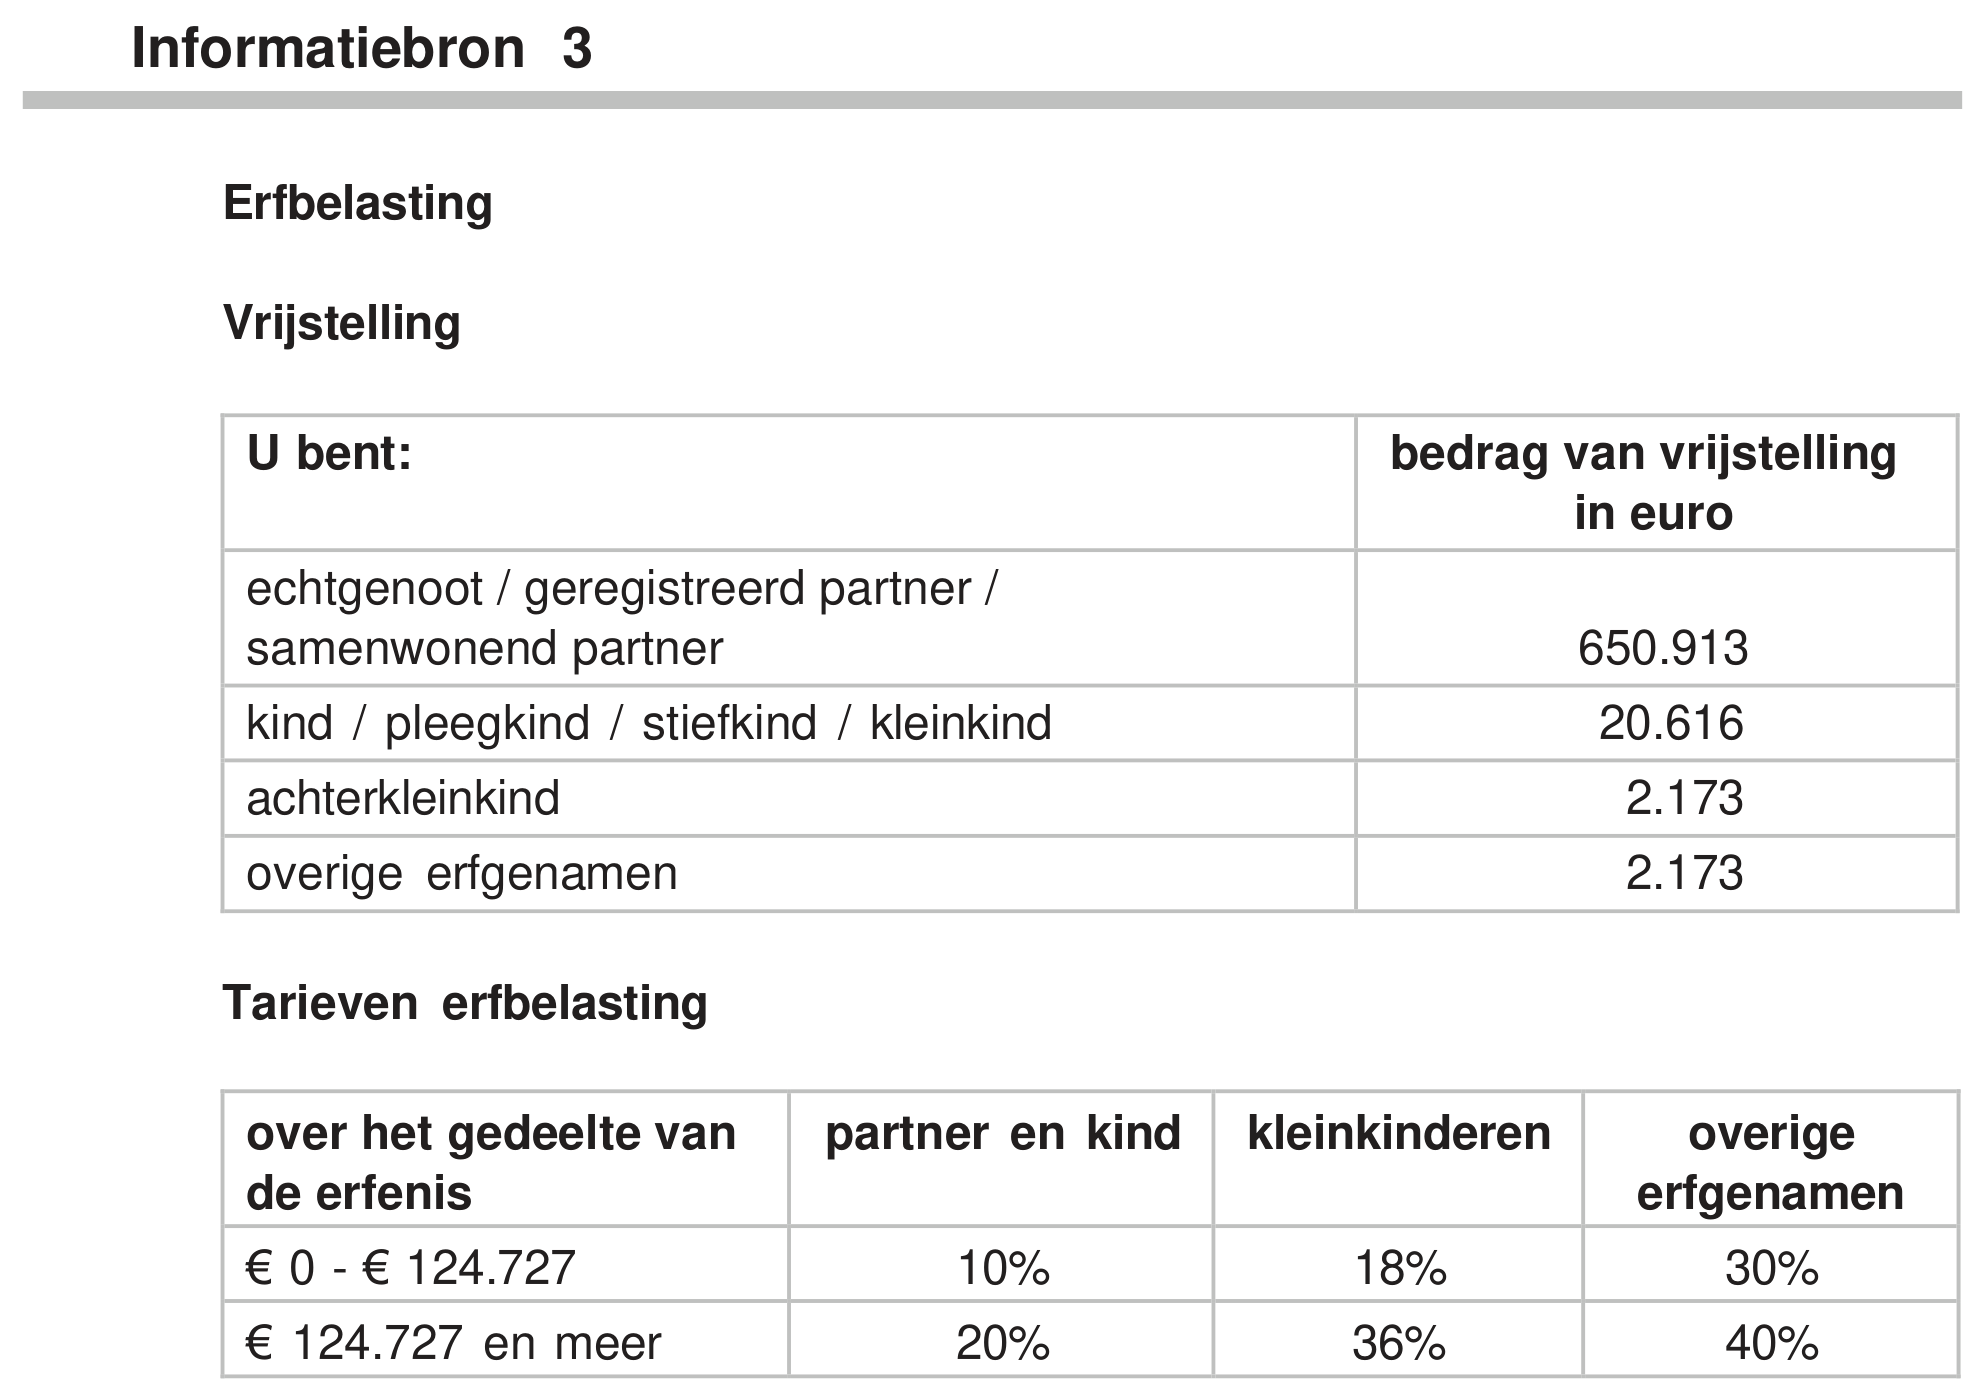 Informatiebron 3
Erfbelasting
Vrijstelling
U bent: bedrag van vrijstelling
in euro
echtgenoot / geregistreerd partner /
samenwonend partner 650.913
kind / pleegkind / stiefkind / kleinkind 20.616
achterkleinkind 2.173
overige erfgenamen 2.173
Tarieven erfbelasting
over het gedeelte van partner en kind kleinkinderen overige
de erfenis erfgenamen
€ 0 - € 124.727 10% 18% 30%
€ 124.727 en meer 20% 36% 40%